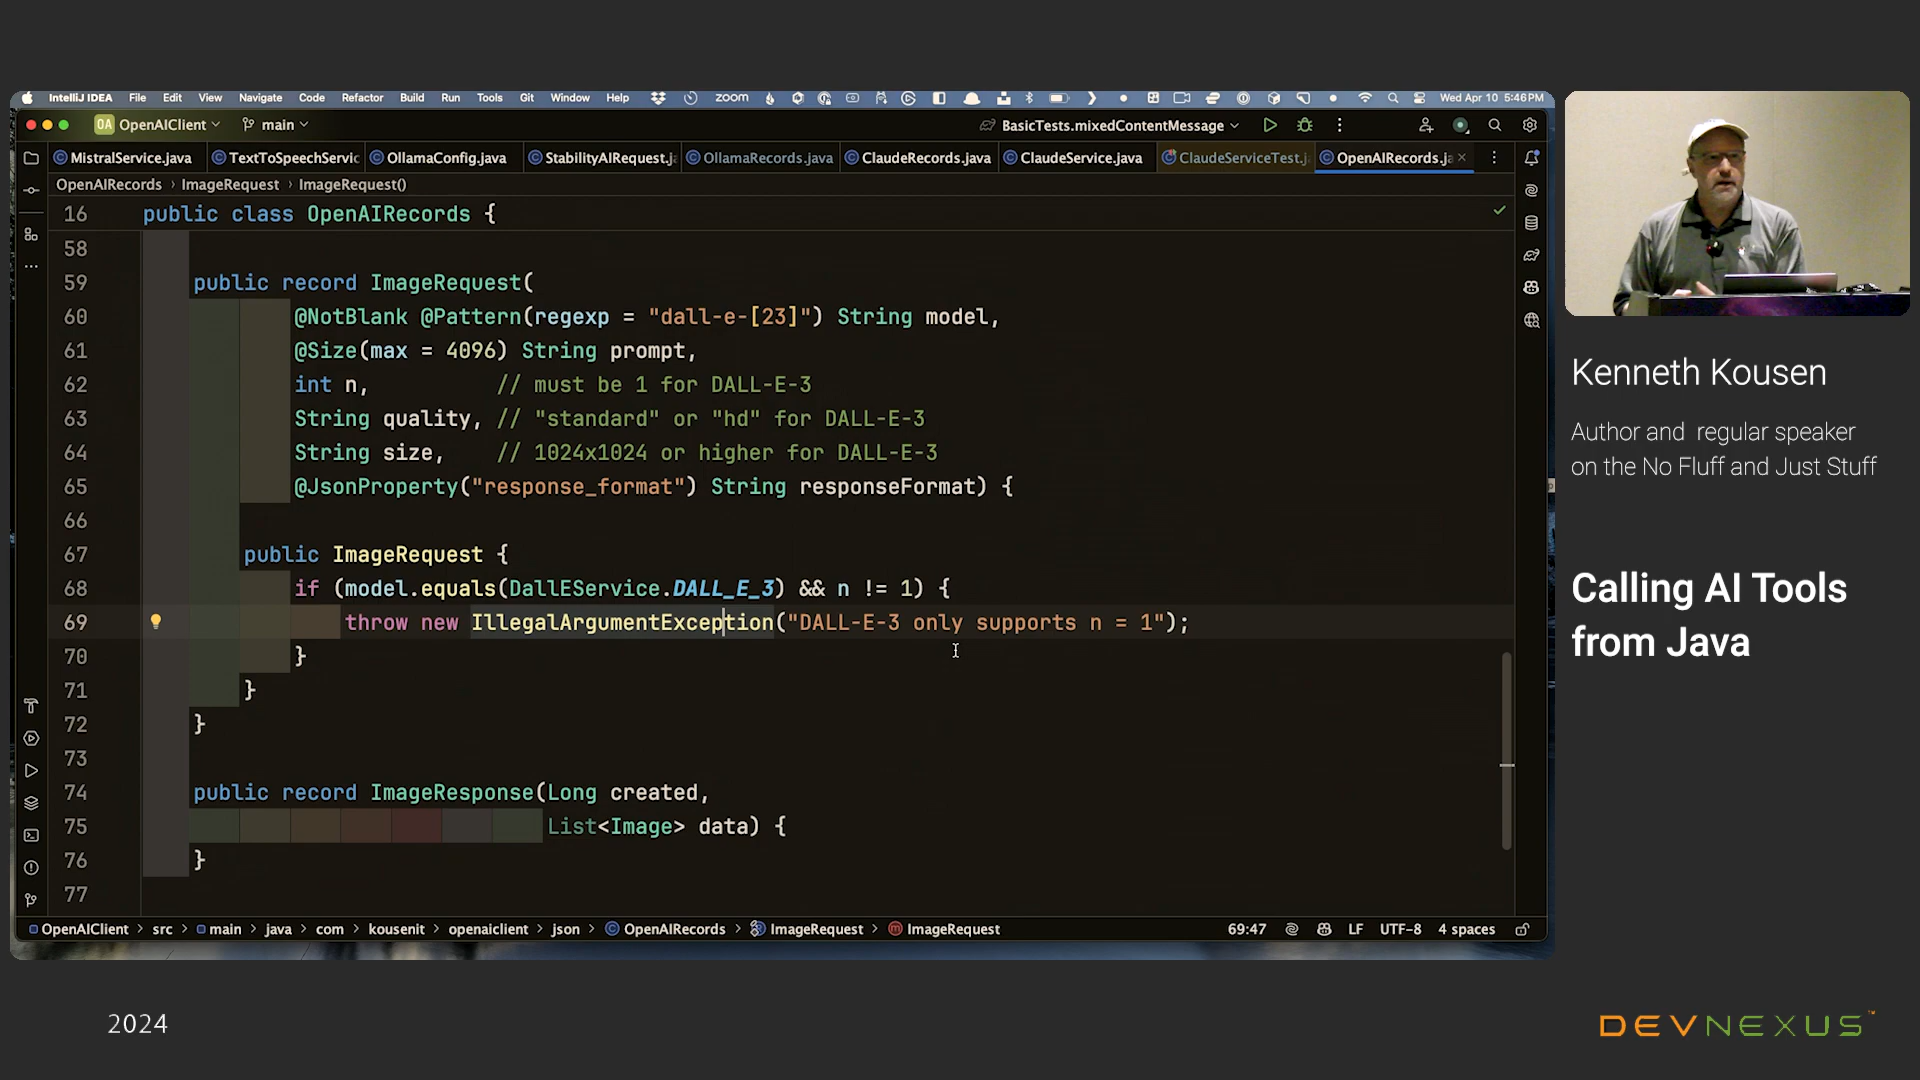 IntelliJ IDEA File Edit View Navigate Code Refactor Build Run Tools Git Window Help zoom Wed Apr 10 5:46PM
OA OpenAIClient main BasicTests.mixedContentMessage
MistralService.java TextToSpeechServic OllamaConfig.java StabilityAIRequest.j OllamaRecords.java ClaudeRecords.java ClaudeService.java ClaudeServiceTest.j OpenAIRecords.ja
OpenAIRecords › ImageRequest › ImageRequest()
16 public class OpenAIRecords {
58
59 public record ImageRequest(
60 @NotBlank @Pattern(regexp = "dall-e-[23]") String model,
61 @Size(max = 4096) String prompt,
62 int n, // must be 1 for DALL-E-3
63 String quality, // "standard" or "hd" for DALL-E-3
64 String size, // 1024x1024 or higher for DALL-E-3
65 @JsonProperty("response_format") String responseFormat) {
66
67 public ImageRequest {
68 if (model.equals(DallEService.DALL_E_3) && n != 1) {
69 throw new IllegalArgumentException("DALL-E-3 only supports n = 1");
70 }
71 }
72 }
73
74 public record ImageResponse(Long created,
75 List<Image> data) {
76 }
77
OpenAIClient › src › main › java › com › kousenit › openaiclient › json › OpenAIRecords › ImageRequest › ImageRequest 69:47 LF UTF-8 4 spaces
Kenneth Kousen
Author and regular speaker
on the No Fluff and Just Stuff
Calling AI Tools
from Java
2024
DEVNEXUS™